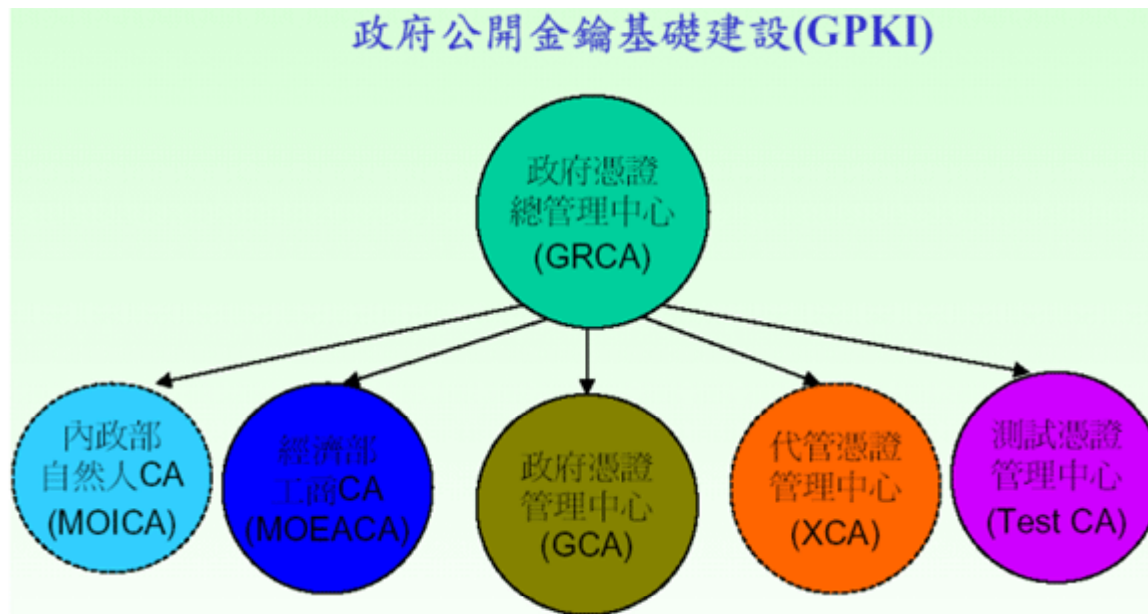 政府公開金鑰基礎建設(GPKI)
政府憑證
總管理中心
(GRCA)
內政部
自然人CA
(MOICA)
經濟部
工商CA
(MOEACA)
政府憑證
管理中心
(GCA)
代管憑證
管理中心
(XCA)
測試憑證
管理中心
(Test CA)